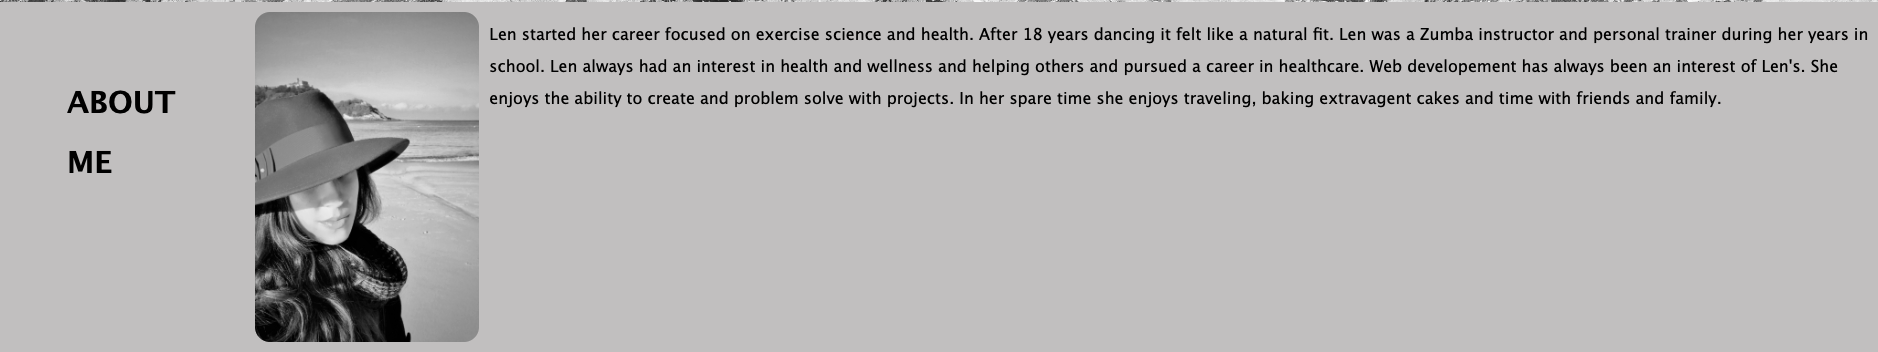 ABOUT
ME
Len started her career focused on exercise science and health. After 18 years dancing it felt like a natural fit. Len was a Zumba instructor and personal trainer during her years in
school. Len always had an interest in health and wellness and helping others and pursued a career in healthcare. Web developement has always been an interest of Len's. She
enjoys the ability to create and problem solve with projects. In her spare time she enjoys traveling, baking extravagent cakes and time with friends and family.